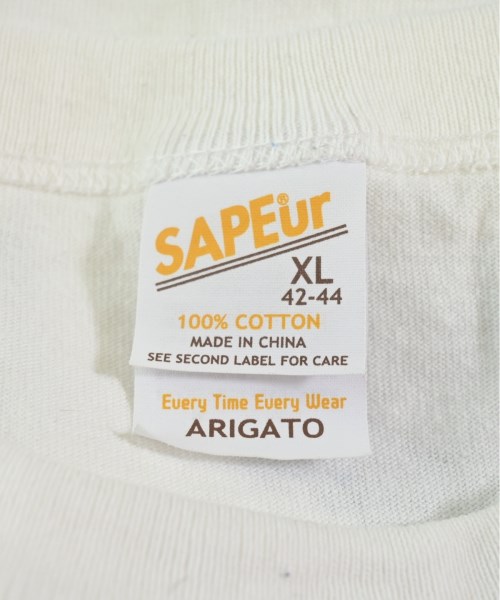 SAPEur®
XL
42-44
100% COTTON
MADE IN CHINA
SEE SECOND LABEL FOR CARE
Every Time Every Wear
ARIGATO